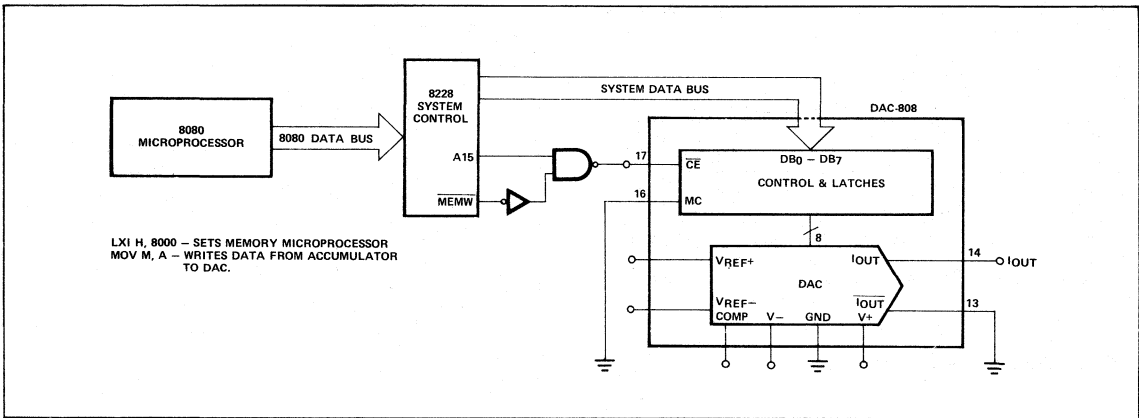 8080
MICROPROCESSOR
8080 DATA BUS
8228
SYSTEM
CONTROL
A15
MEMW
SYSTEM DATA BUS
DAC-808
17
CE
16
MC
DB0 – DB7
CONTROL & LATCHES
8
LXI H, 8000 – SETS MEMORY MICROPROCESSOR
MOV M, A – WRITES DATA FROM ACCUMULATOR
TO DAC.
VREF+
IOUT
14
IOUT
DAC
VREF–
IOUT
13
COMP
V–
GND
V+